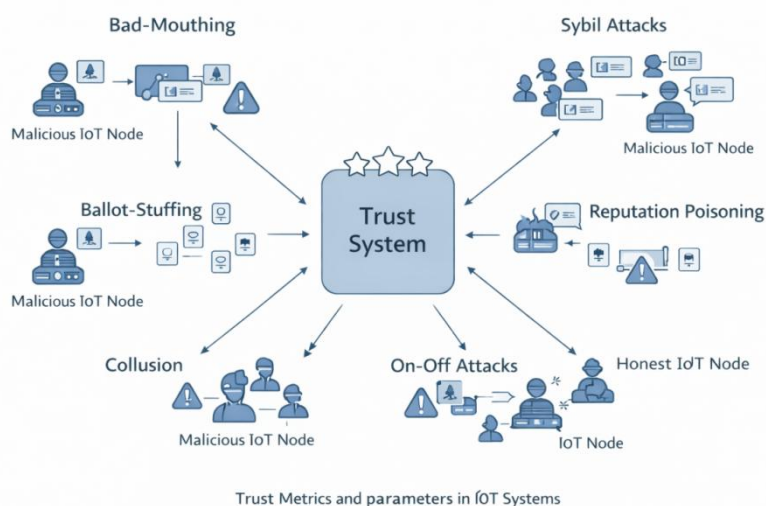 Bad-Mouthing
Sybil Attacks
Malicious IoT Node
Malicious IoT Node
Ballot-Stuffing
Trust
System
Reputation Poisoning
Malicious IoT Node
Collusion
On-Off Attacks
Honest IoT Node
Malicious IoT Node
IoT Node
Trust Metrics and parameters in IOT Systems